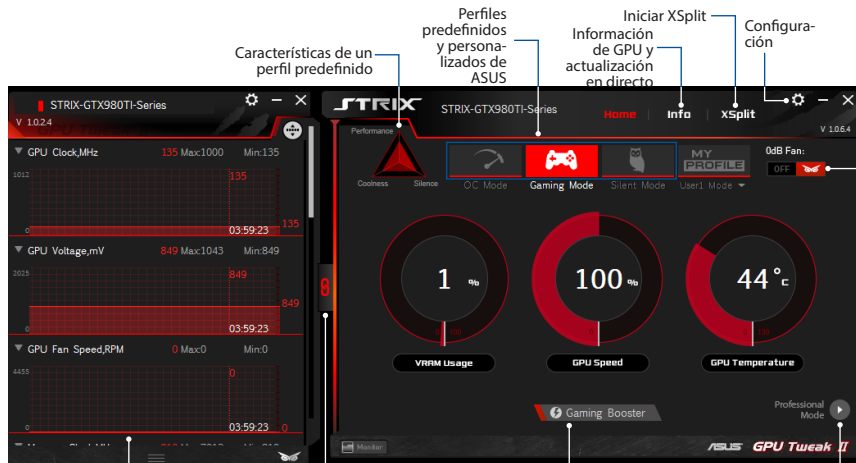 Características de un
perfil predefinido
Perfiles
predefinidos
y persona-
lizados de
ASUS
Iniciar XSplit
Información
de GPU y
actualización
en directo
Configura-
ción
STRIX-GTX980TI-Series
V 1.0.2.4
GPU Clock,MHz 135 Max:1000 Min:135
1012
135
0
03:59:23
135
GPU Voltage,mV 849 Max:1043 Min:849
2025
849
849
0
03:59:23
GPU Fan Speed,RPM 0 Max:0 Min:0
4455
0
0
03:59:23
0
STRIX
STRIX-GTX980TI-Series
Home | Info | XSplit
V 1.0.6.4
Performance
Coolness
Silence
OC Mode
Gaming Mode
Silent Mode
MY
PROFILE
User1 Mode
0dB Fan:
OFF
1 %
0 100
VRAM Usage
100 %
0
GPU Speed
44°c
0 130
GPU Temperature
Gaming Booster
Professional
Mode
Monitor
ASUS GPU Tweak II